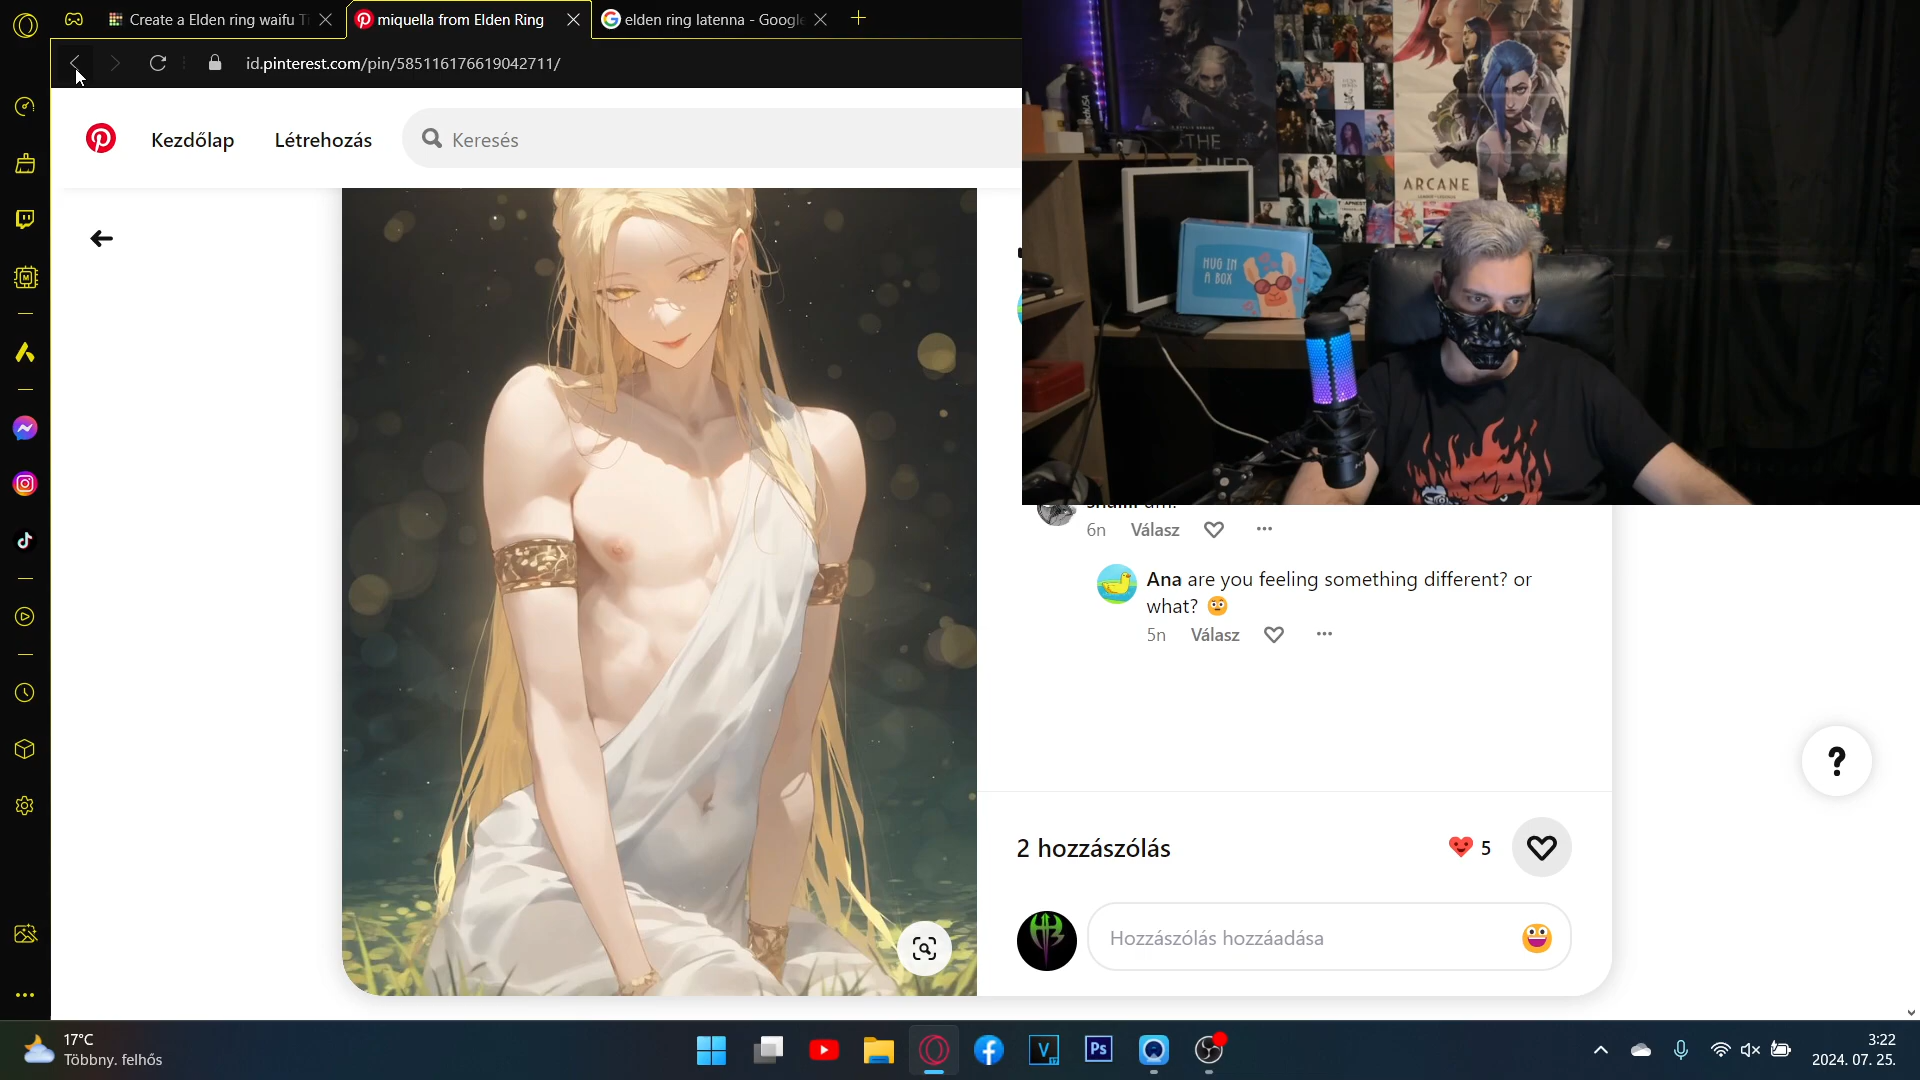 Create a Elden ring waifu T
miquella from Elden Ring
elden ring latenna - Google
id.pinterest.com/pin/585116176619042711/
Kezdőlap
Létrehozás
Keresés
THE
ARCANE
HUG IN
A BOX
6n Válasz
Ana are you feeling something different? or
what?
5n Válasz
2 hozzászólás
5
Hozzászólás hozzáadása
?
17°C
Többny. felhős
V
Ps
3:22
2024. 07. 25.